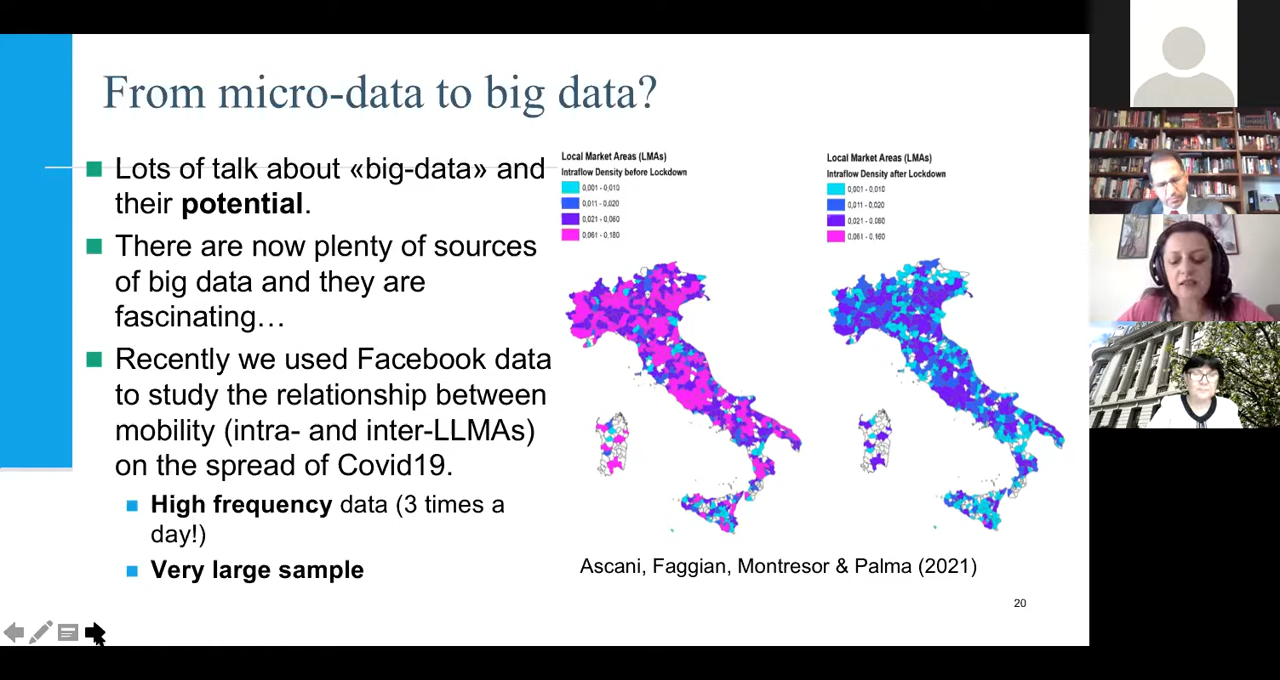 From micro-data to big data?
Lots of talk about «big-data» and
their potential.
There are now plenty of sources
of big data and they are
fascinating…
Recently we used Facebook data
to study the relationship between
mobility (intra- and inter-LLMAs)
on the spread of Covid19.
High frequency data (3 times a
day!)
Very large sample
Local Market Areas (LMAs)
Intraflow Density before Lockdown
0,001 - 0,010
0,011 - 0,020
0,021 - 0,060
0,061 - 0,180
Local Market Areas (LMAs)
Intraflow Density after Lockdown
0,001 - 0,010
0,011 - 0,020
0,021 - 0,060
0,061 - 0,160
Ascani, Faggian, Montresor & Palma (2021)
20